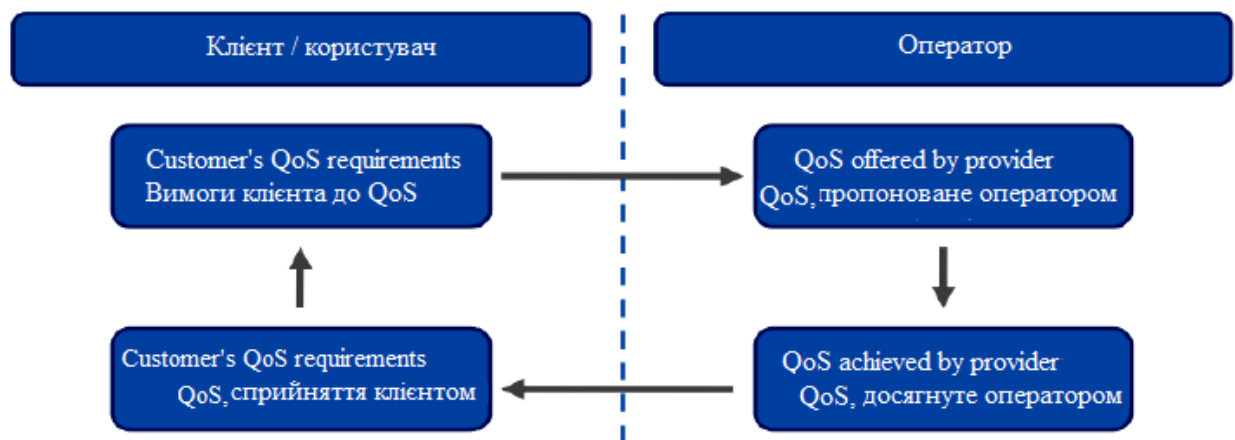 Клієнт / користувач
Оператор
Customer's QoS requirements
Вимоги клієнта до QoS
QoS offered by provider
QoS, пропоноване оператором
Customer's QoS requirements
QoS, сприйняття клієнтом
QoS achieved by provider
QoS, досягнуте оператором